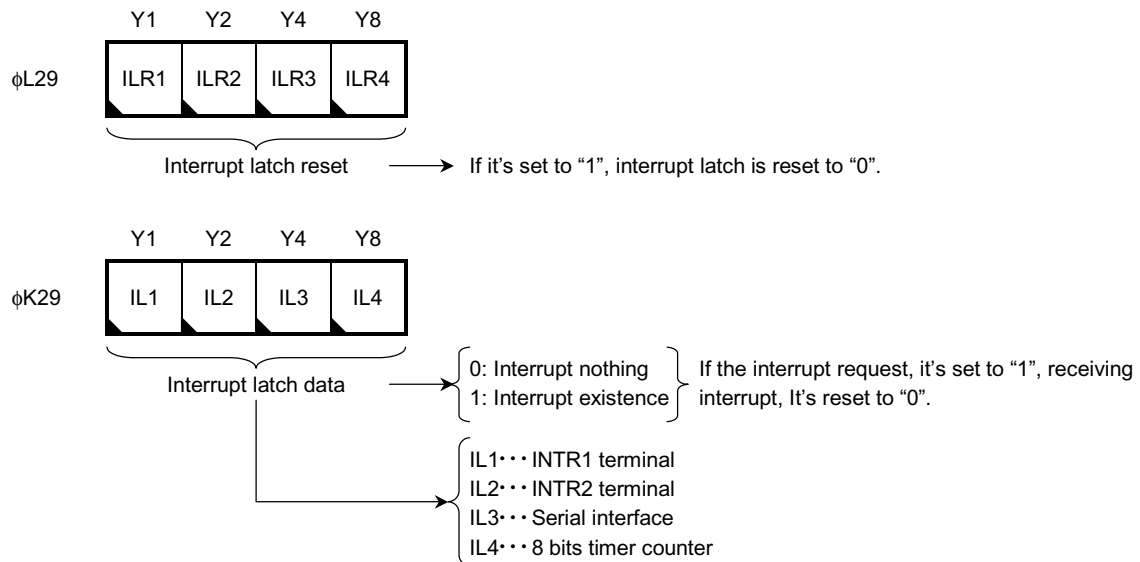 Y1 Y2 Y4 Y8
ϕL29 ILR1 ILR2 ILR3 ILR4
Interrupt latch reset If it's set to “1”, interrupt latch is reset to “0”.
Y1 Y2 Y4 Y8
ϕK29 IL1 IL2 IL3 IL4
Interrupt latch data
0: Interrupt nothing
1: Interrupt existence
If the interrupt request, it's set to “1”, receiving
interrupt, It's reset to “0”.
IL1・・・INTR1 terminal
IL2・・・INTR2 terminal
IL3・・・Serial interface
IL4・・・8 bits timer counter